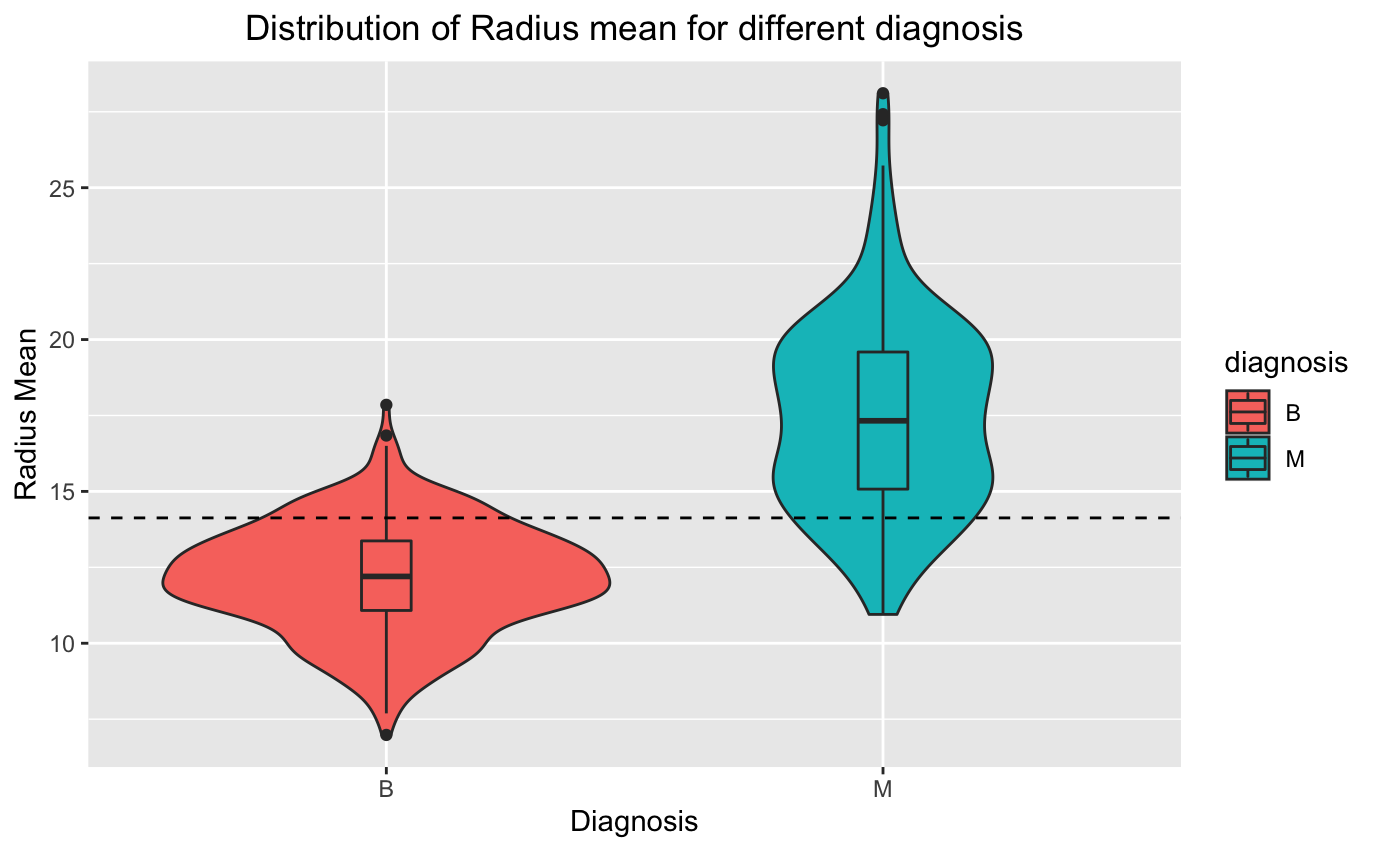 Distribution of Radius mean for different diagnosis
Radius Mean
25
20
15
10
B
M
Diagnosis
diagnosis
B
M